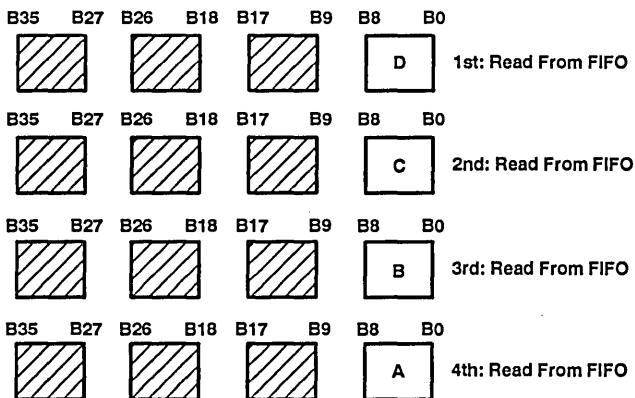 B35 B27 B26 B18 B17 B9 B8 B0
D 1st: Read From FIFO
B35 B27 B26 B18 B17 B9 B8 B0
C 2nd: Read From FIFO
B35 B27 B26 B18 B17 B9 B8 B0
B 3rd: Read From FIFO
B35 B27 B26 B18 B17 B9 B8 B0
A 4th: Read From FIFO